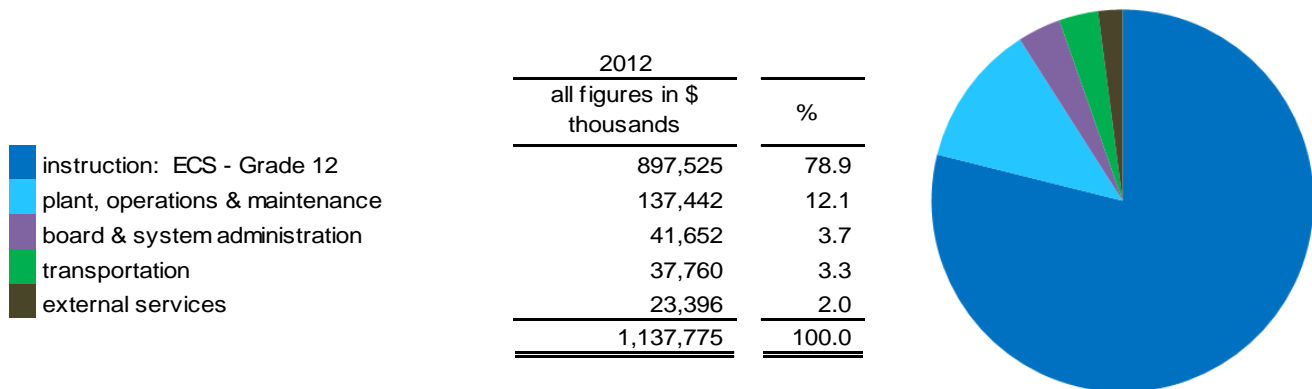 2012
all figures in $ thousands %
instruction: ECS - Grade 12 897,525 78.9
plant, operations & maintenance 137,442 12.1
board & system administration 41,652 3.7
transportation 37,760 3.3
external services 23,396 2.0
1,137,775 100.0